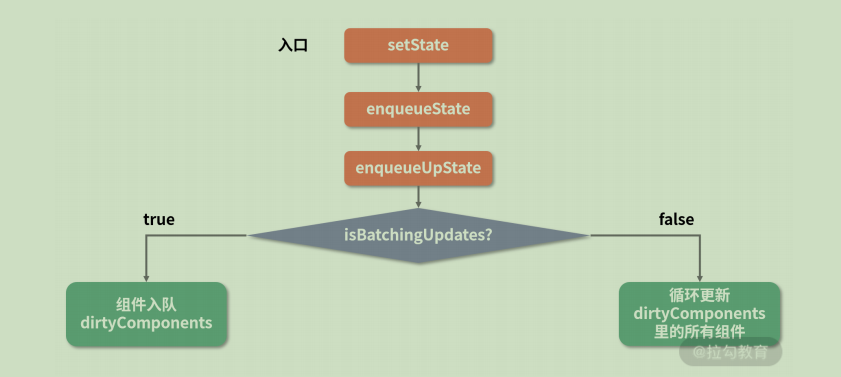 入口
setState
enqueueState
enqueueUpState
true
false
isBatchingUpdates?
组件入队
dirtyComponents
循环更新
dirtyComponents
里的所有组件
@拉勾教育